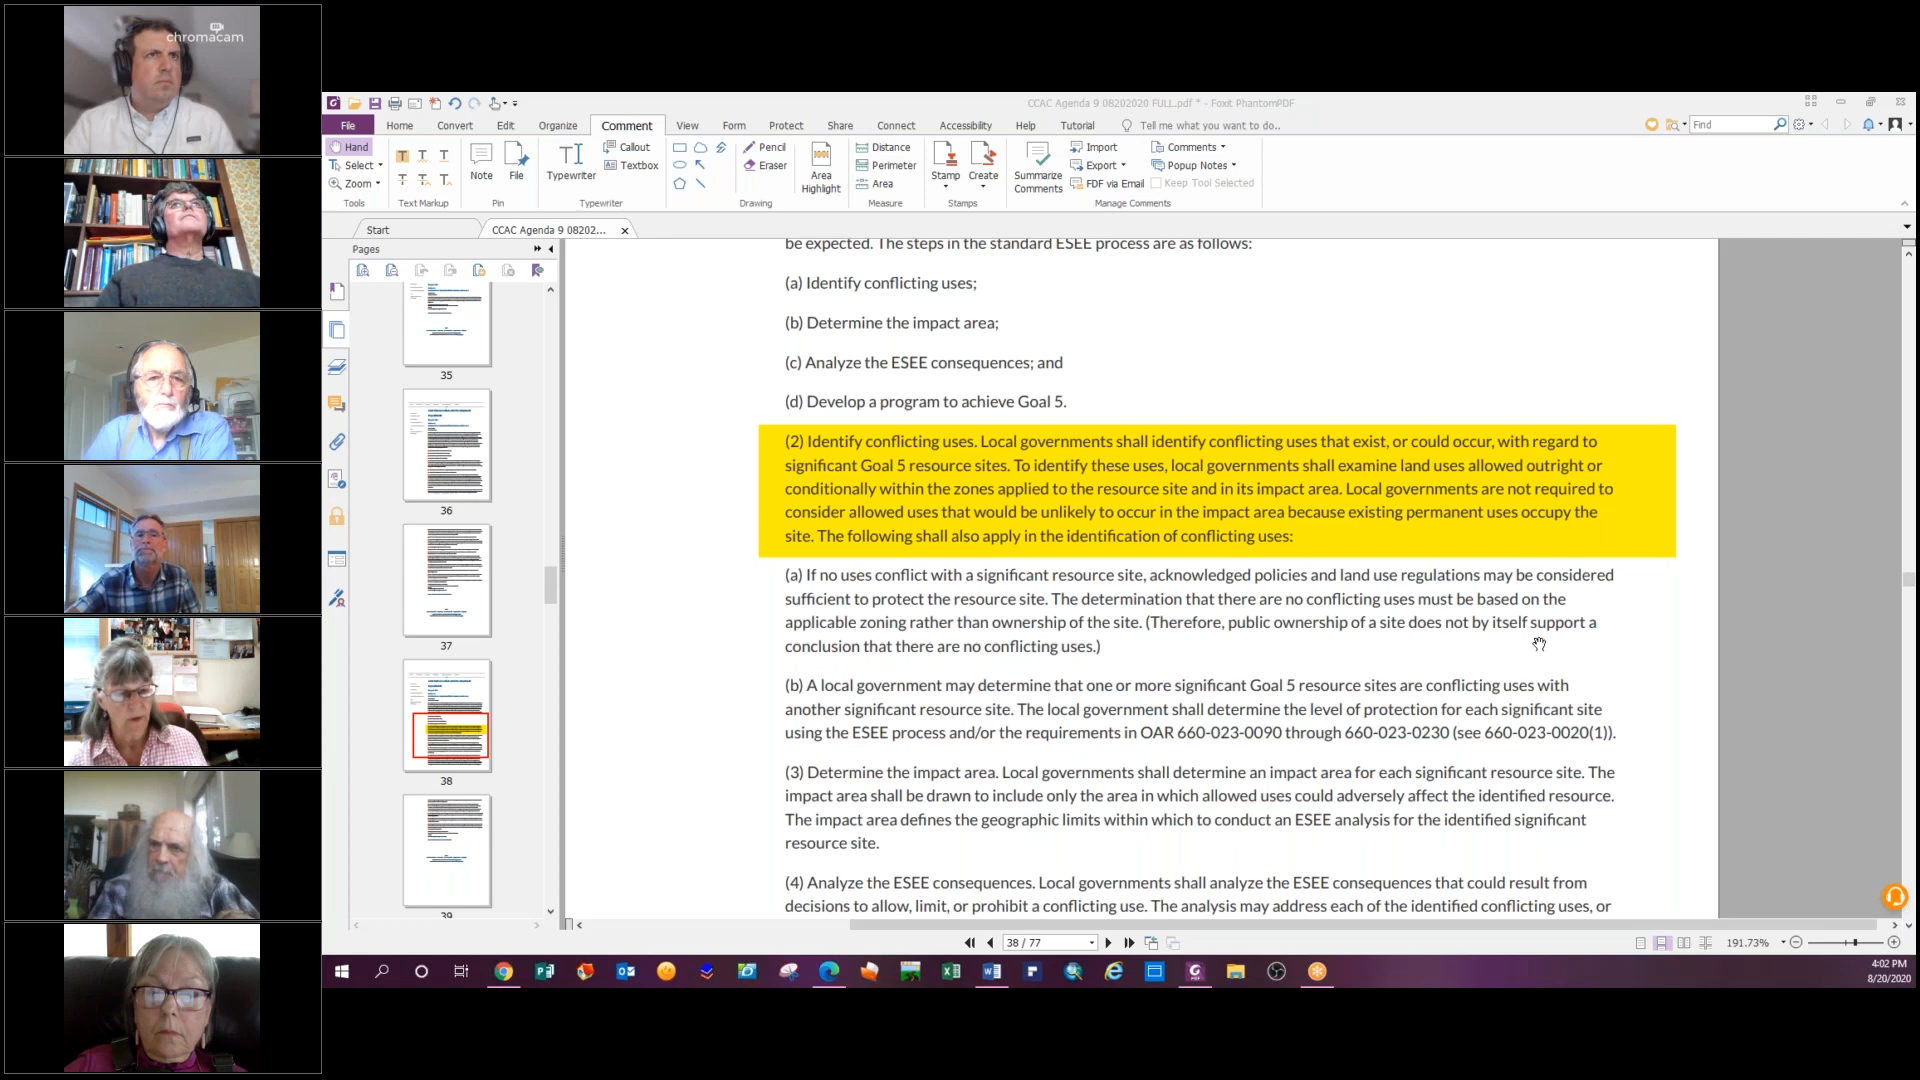 chromacam
CCAC Agenda 9 08202020 FULL.pdf * - Foxit PhantomPDF
File Home Convert Edit Organize Comment View Form Protect Share Connect Accessibility Help Tutorial Tell me what you want to do.. Find
Hand
Select
Zoom
Tools
Text Markup
Note
File
Pin
Typewriter
Callout
Textbox
Typewriter
Pencil
Eraser
Area
Highlight
Drawing
Distance
Perimeter
Area
Measure
Stamp
Create
Stamps
Summarize
Comments
Import
Export
FDF via Email
Comments
Popup Notes
Keep Tool Selected
Manage Comments
Start
CCAC Agenda 9 08202...
Pages
35
36
37
38
39
be expected. The steps in the standard ESEE process are as follows:
(a) Identify conflicting uses;
(b) Determine the impact area;
(c) Analyze the ESEE consequences; and
(d) Develop a program to achieve Goal 5.
(2) Identify conflicting uses. Local governments shall identify conflicting uses that exist, or could occur, with regard to
significant Goal 5 resource sites. To identify these uses, local governments shall examine land uses allowed outright or
conditionally within the zones applied to the resource site and in its impact area. Local governments are not required to
consider allowed uses that would be unlikely to occur in the impact area because existing permanent uses occupy the
site. The following shall also apply in the identification of conflicting uses:
(a) If no uses conflict with a significant resource site, acknowledged policies and land use regulations may be considered
sufficient to protect the resource site. The determination that there are no conflicting uses must be based on the
applicable zoning rather than ownership of the site. (Therefore, public ownership of a site does not by itself support a
conclusion that there are no conflicting uses.)
(b) A local government may determine that one or more significant Goal 5 resource sites are conflicting uses with
another significant resource site. The local government shall determine the level of protection for each significant site
using the ESEE process and/or the requirements in OAR 660-023-0090 through 660-023-0230 (see 660-023-0020(1)).
(3) Determine the impact area. Local governments shall determine an impact area for each significant resource site. The
impact area shall be drawn to include only the area in which allowed uses could adversely affect the identified resource.
The impact area defines the geographic limits within which to conduct an ESEE analysis for the identified significant
resource site.
(4) Analyze the ESEE consequences. Local governments shall analyze the ESEE consequences that could result from
decisions to allow, limit, or prohibit a conflicting use. The analysis may address each of the identified conflicting uses, or
38 / 77
191.73%
4:02 PM
8/20/2020